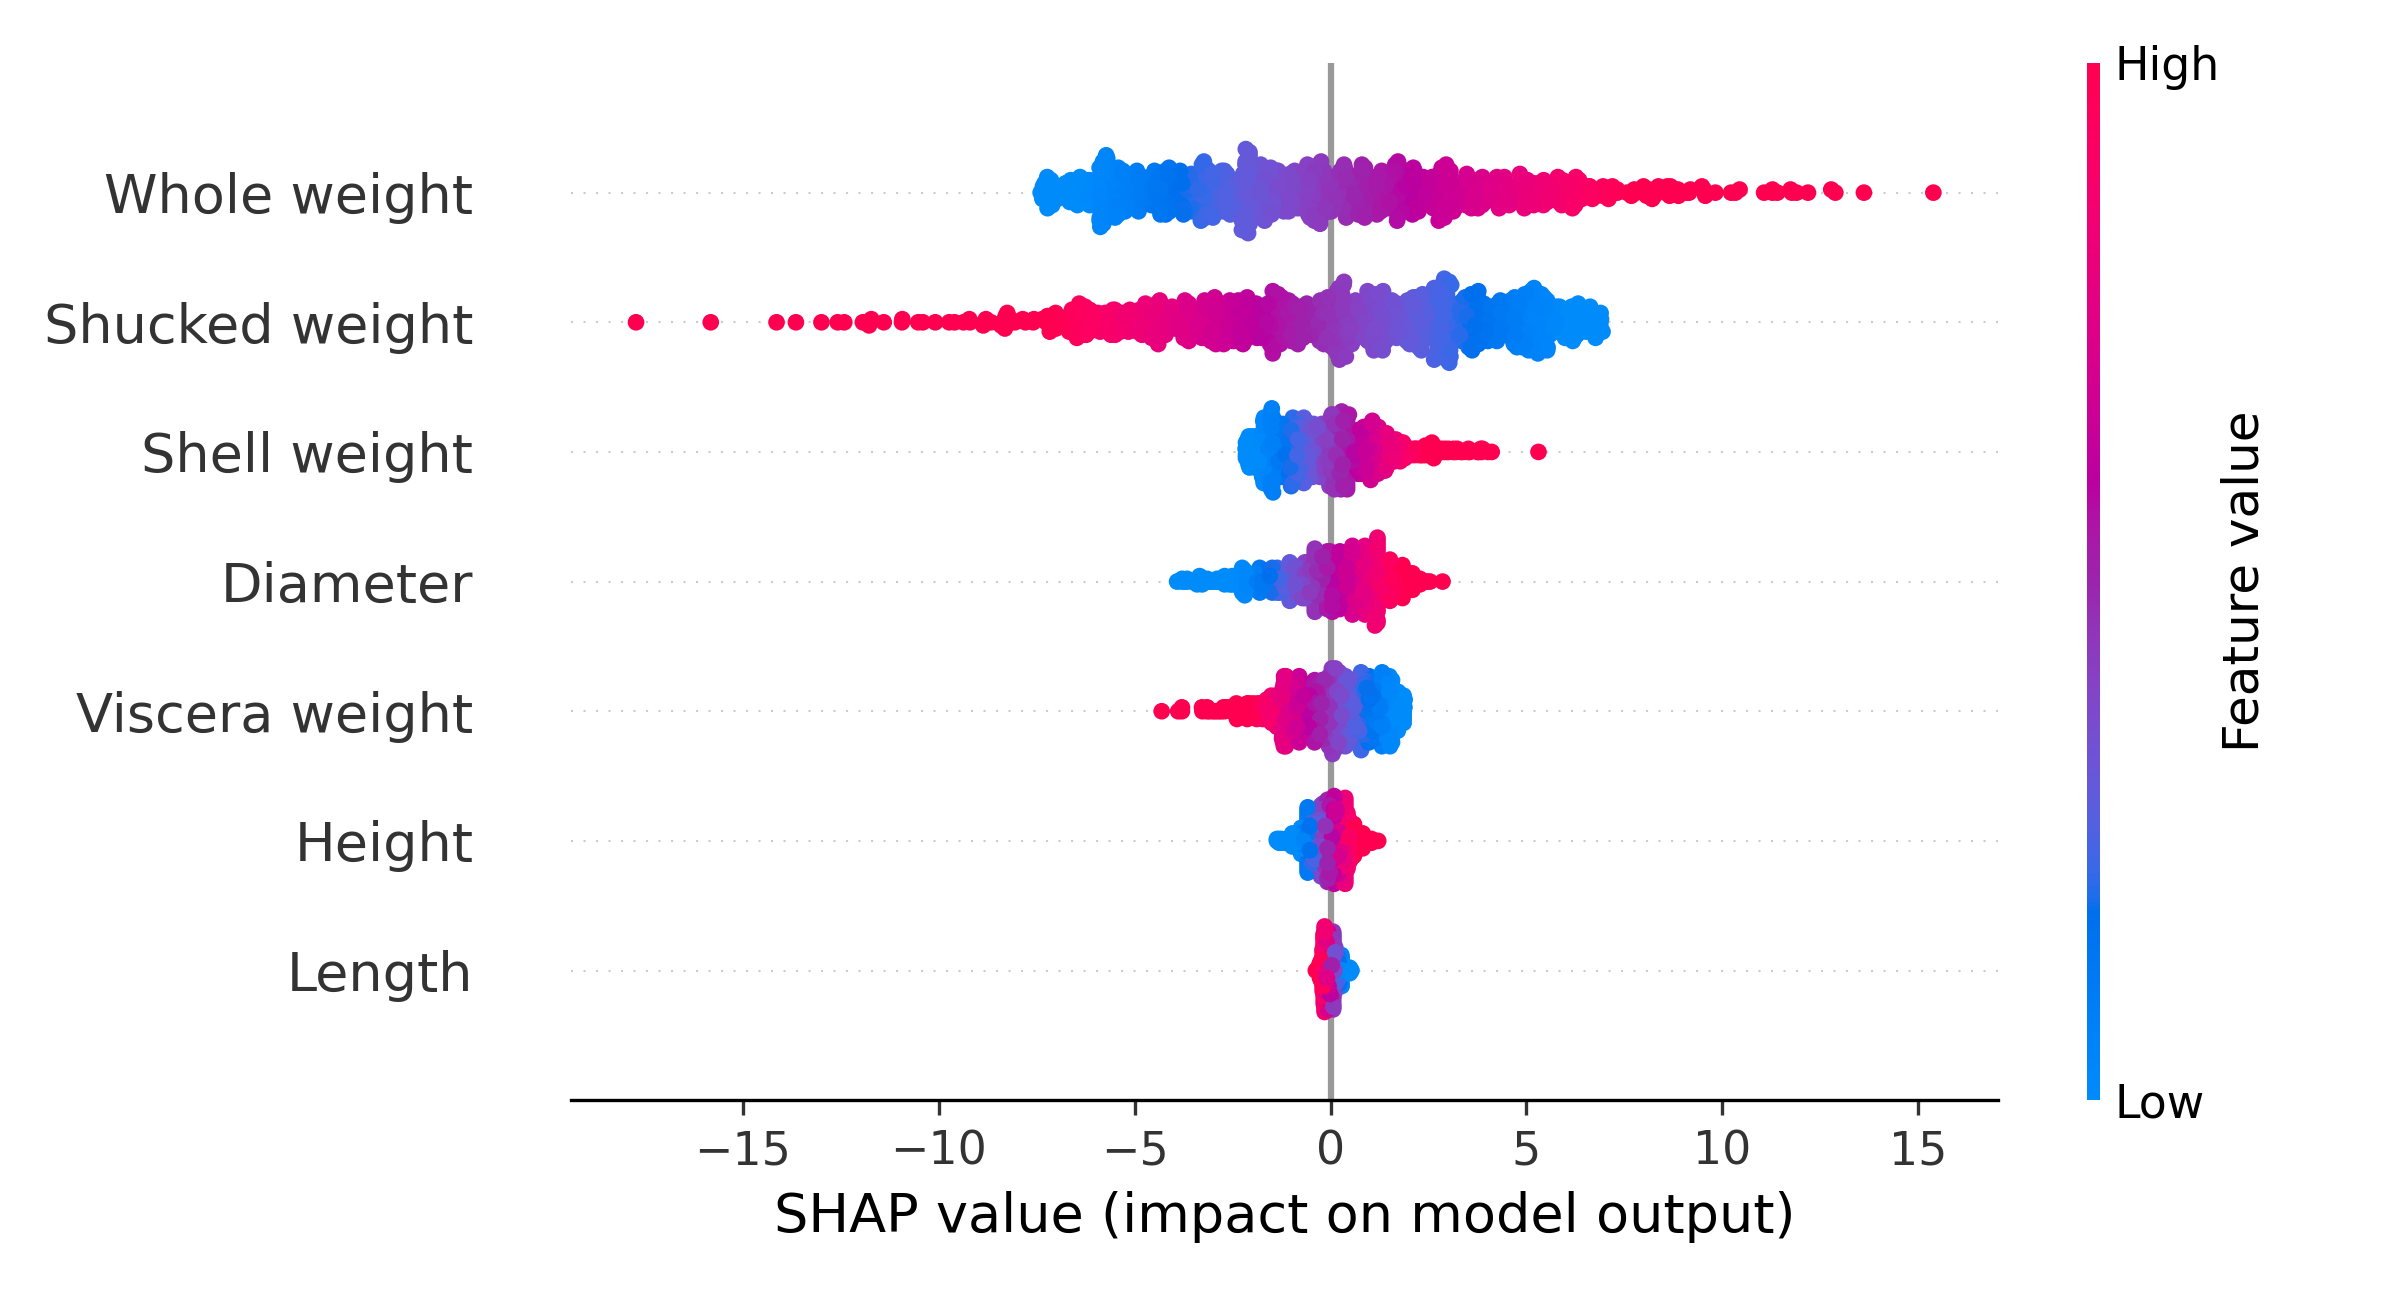 High
Whole weight
Shucked weight
Shell weight
Diameter
Viscera weight
Height
Length
Feature value
Low
−15 −10 −5 0 5 10 15
SHAP value (impact on model output)